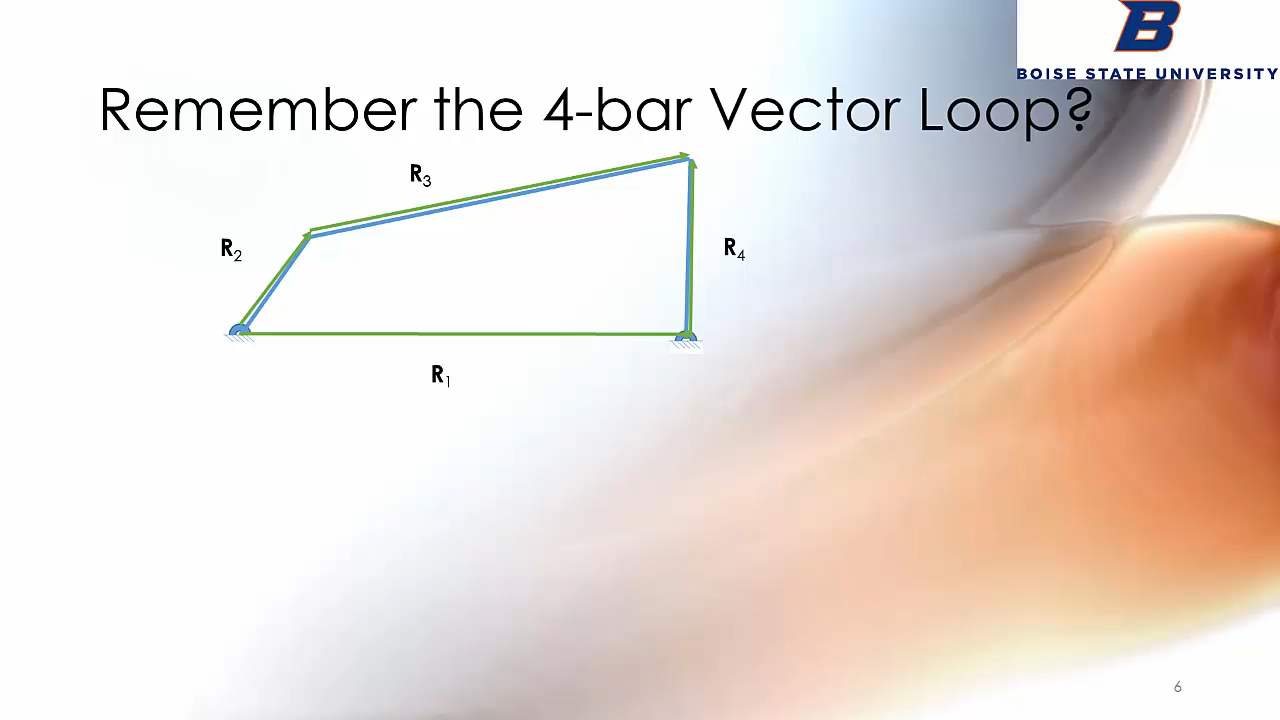 B
BOISE STATE UNIVERSITY
Remember the 4-bar Vector Loop?
R3
R2
R4
R1
6